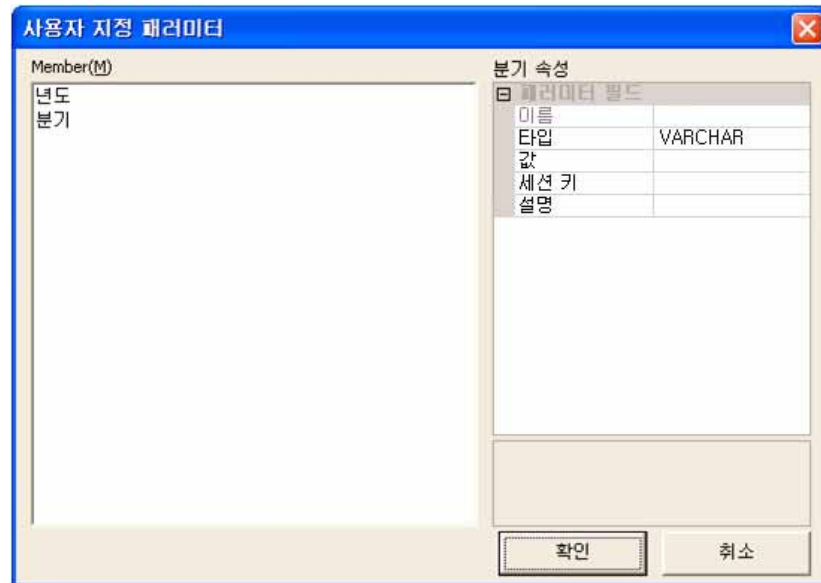 사용자 지정 패러미터
Member(M)
년도
분기
분기 속성
패러미터 필드
이름
타입 VARCHAR
값
세션 키
설명
확인
취소